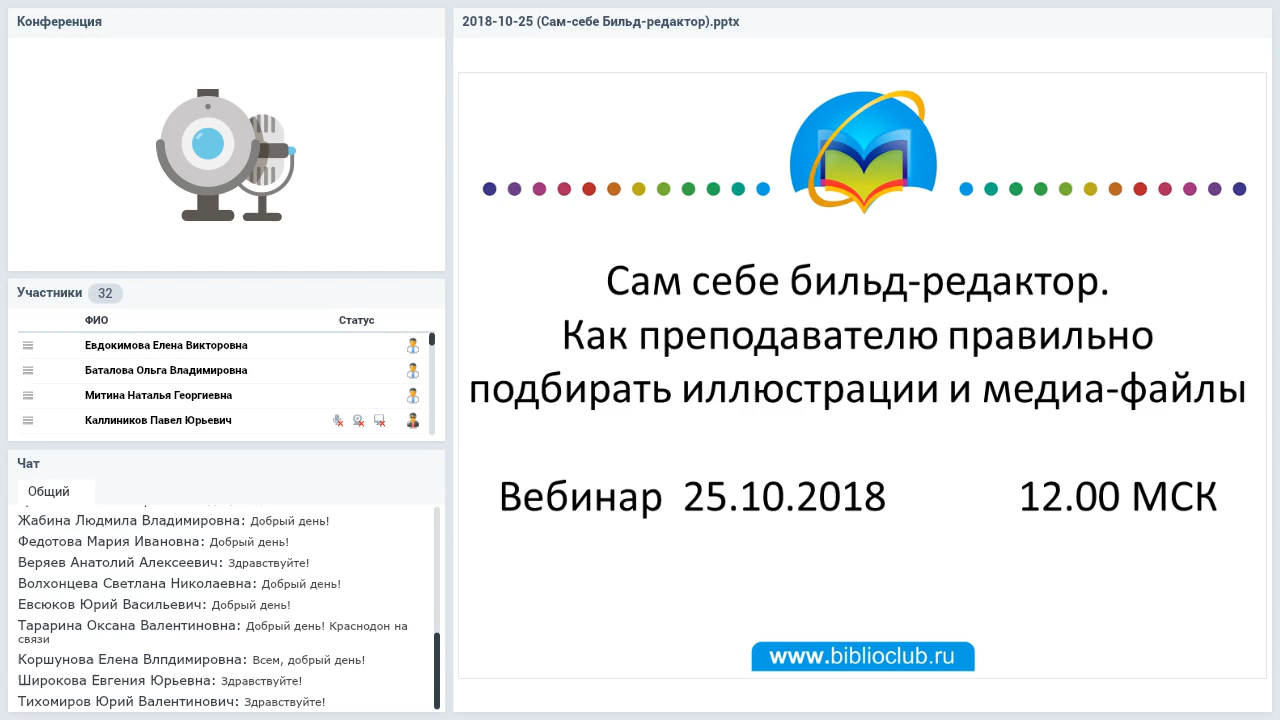 Конференция
2018-10-25 (Сам-себе Бильд-редактор).pptx
Участники 32
ФИО Статус
Евдокимова Елена Викторовна
Баталова Ольга Владимировна
Митина Наталья Георгиевна
Каллиников Павел Юрьевич
Чат
Общий
Жабина Людмила Владимировна: Добрый день!
Федотова Мария Ивановна: Добрый день!
Веряев Анатолий Алексеевич: Здравствуйте!
Волхонцева Светлана Николаевна: Добрый день!
Евсюков Юрий Васильевич: Добрый день!
Тарарина Оксана Валентиновна: Добрый день! Краснодон на
связи
Коршунова Елена Влпдимировна: Всем, добрый день!
Широкова Евгения Юрьевна: Здравствуйте!
Тихомиров Юрий Валентинович: Здравствуйте!
Сам себе бильд-редактор.
Как преподавателю правильно
подбирать иллюстрации и медиа-файлы
Вебинар 25.10.2018 12.00 МСК
www.biblioclub.ru